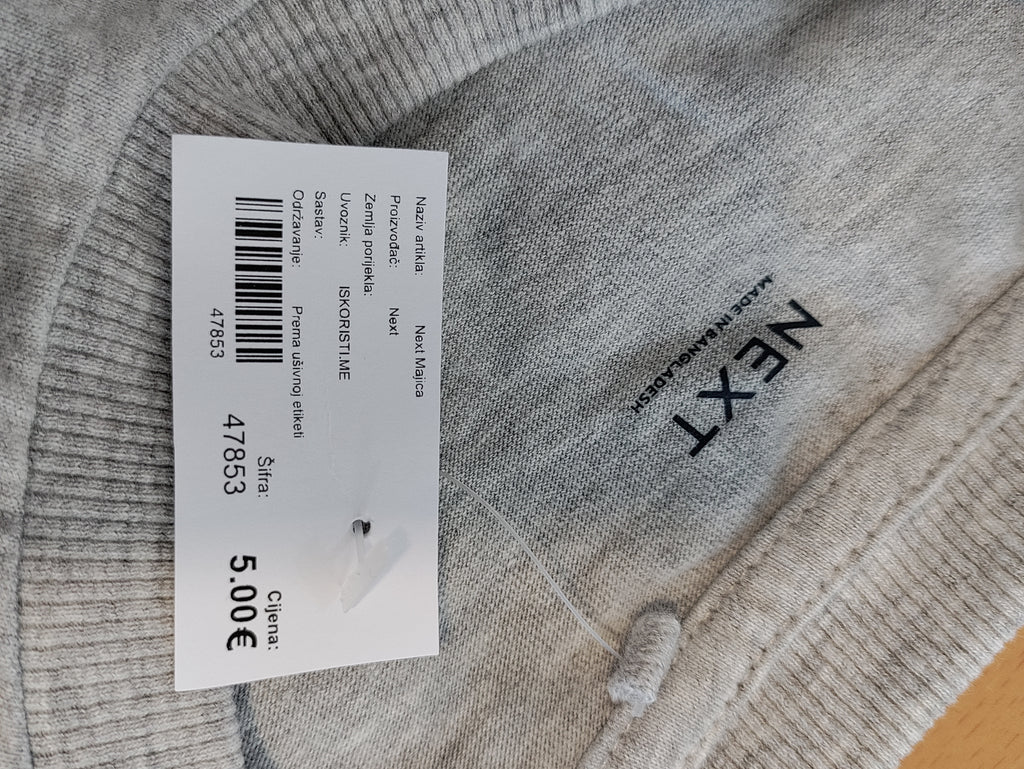 Naziv artikla: Next Majica
Proizvođač: Next
Zemlja porijekla:
Uvoznik: ISKORISTI.ME
Sastav:
Održavanje: Prema ušivnoj etiketi
47853
Šifra:
47853
Cijena:
5.00€
NEXT
MADE IN BANGLADESH